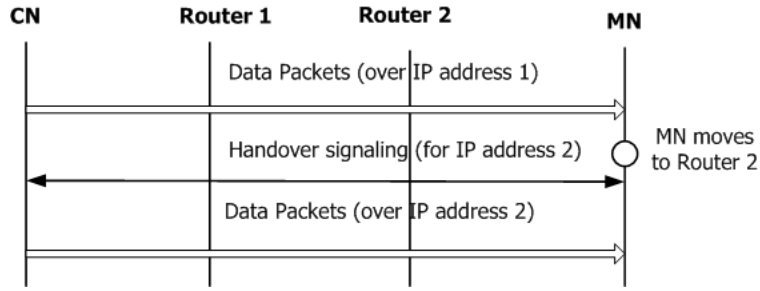 CN Router 1 Router 2 MN
Data Packets (over IP address 1)
Handover signaling (for IP address 2)
MN moves
to Router 2
Data Packets (over IP address 2)